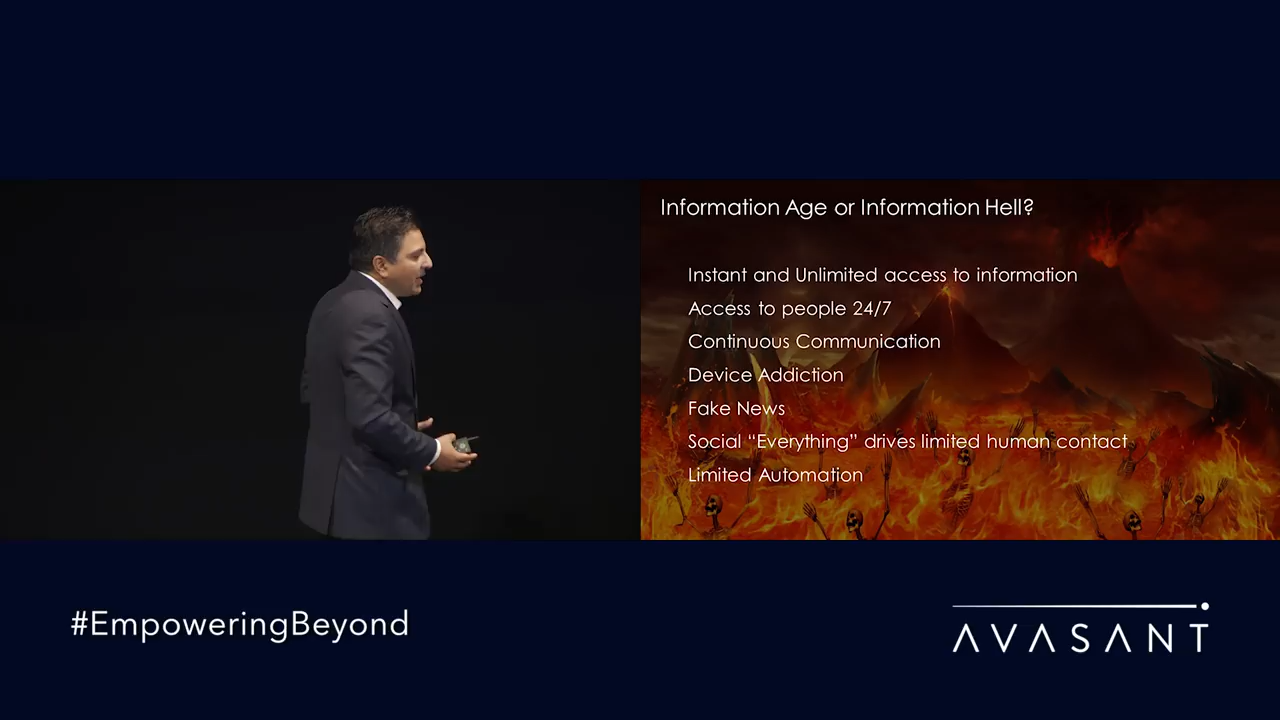 Information Age or Information Hell?
Instant and Unlimited access to information
Access to people 24/7
Continuous Communication
Device Addiction
Fake News
Social “Everything” drives limited human contact
Limited Automation
#EmpoweringBeyond
AVASANT